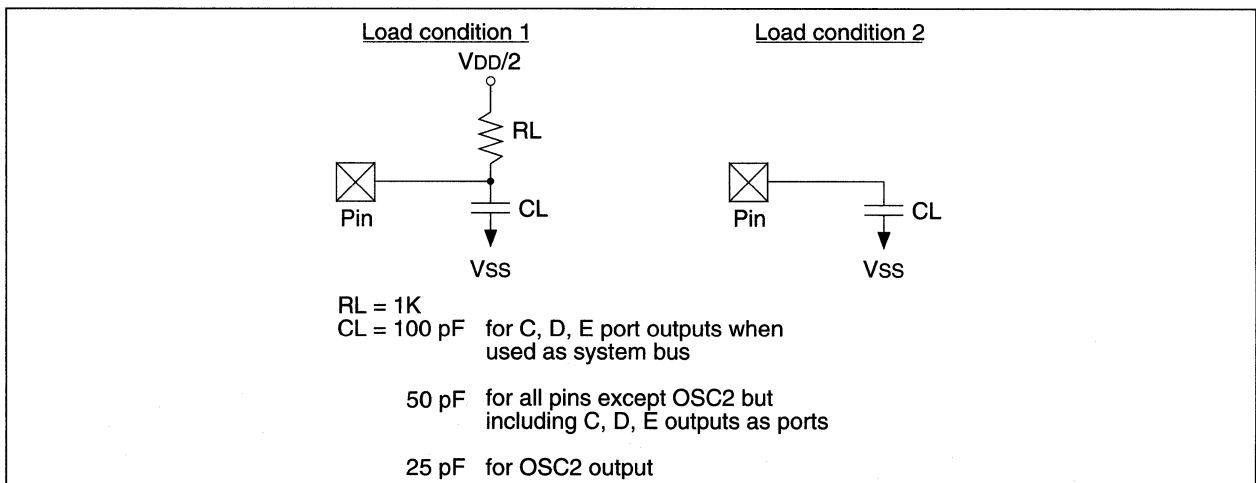 Load condition 1
VDD/2
RL
Pin
CL
VSS
Load condition 2
Pin
CL
VSS
RL = 1K
CL = 100 pF for C, D, E port outputs when
used as system bus
50 pF for all pins except OSC2 but
including C, D, E outputs as ports
25 pF for OSC2 output